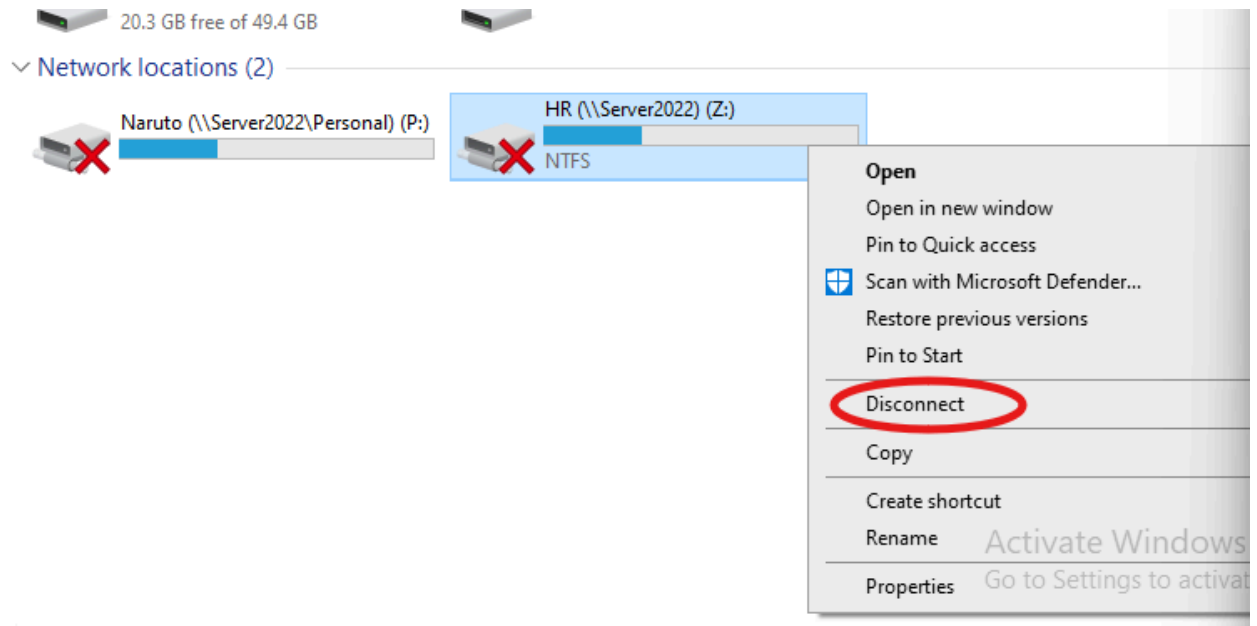 20.3 GB free of 49.4 GB
Network locations (2)
Naruto (\\Server2022\Personal) (P:)
HR (\\Server2022) (Z:)
NTFS
Open
Open in new window
Pin to Quick access
Scan with Microsoft Defender...
Restore previous versions
Pin to Start
Disconnect
Copy
Create shortcut
Rename
Properties
Activate Windows
Go to Settings to activat